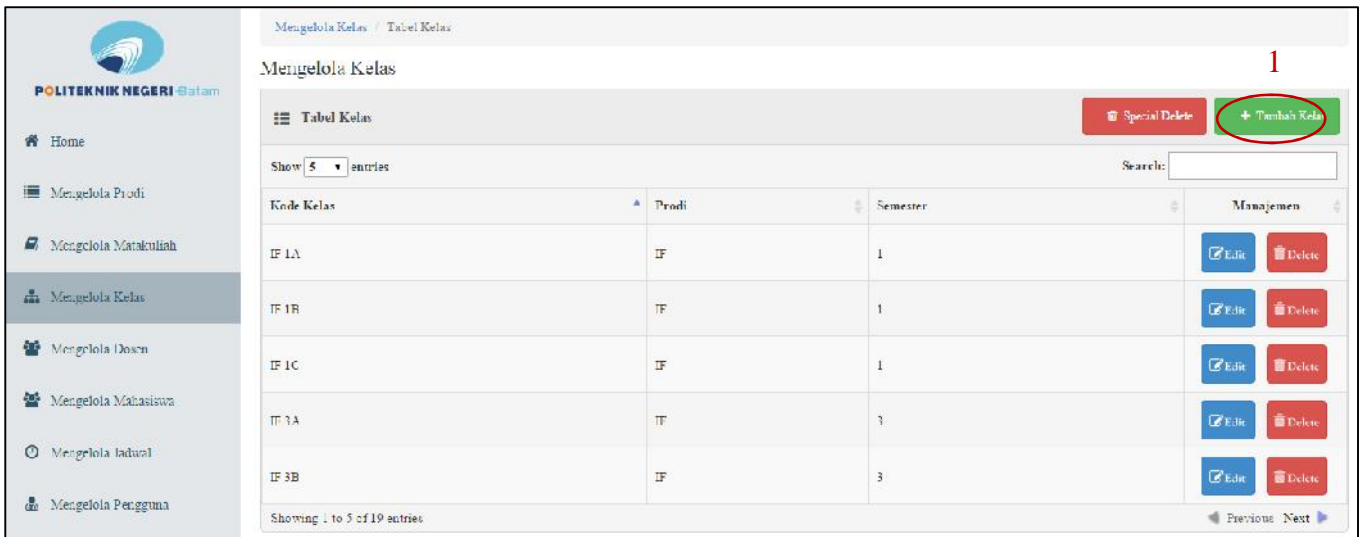 POLITEKNIK NEGERI Batam
Home
Mengelola Prodi
Mengelola Matakuliah
Mengelola Kelas
Mengelola Dosen
Mengelola Mahasiswa
Mengelola Jadwal
Mengelola Pengguna
Mengelola Kelas / Tabel Kelas
Mengelola Kelas
1
Tabel Kelas Special Delete + Tambah Kelas
Show 5 entries Search:
Kode Kelas Prodi Semester Manajemen
IF 1A IF 1 Edit Delete
IF 1B IF 1 Edit Delete
IF 1C IF 1 Edit Delete
IF 3A IF 3 Edit Delete
IF 3B IF 3 Edit Delete
Showing 1 to 5 of 19 entries Previous Next